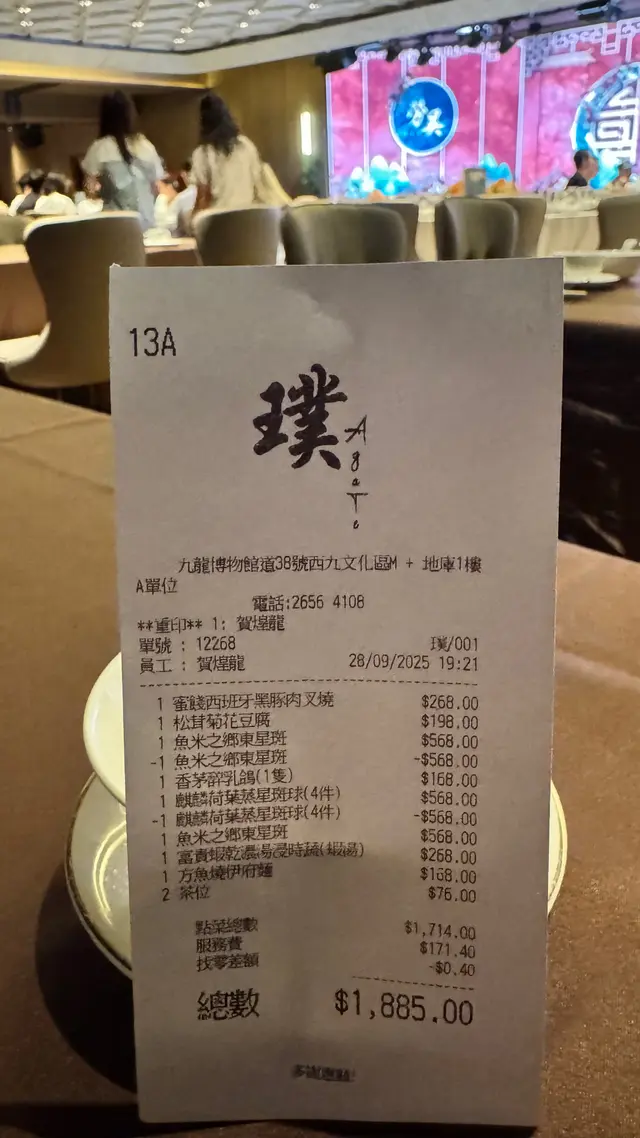 13A
璞
Agate
九龍博物館道38號西九文化區M + 地庫1樓
A單位
電話:2656 4108
**重印** 1: 賀煌龍
單號 : 12268 璞/001
員工 : 賀煌龍 28/09/2025 19:21
1 蜜餞西班牙黑豚肉叉燒 $268.00
1 松茸菊花豆腐 $198.00
1 魚米之鄉東星斑 $568.00
-1 魚米之鄉東星斑 -$568.00
1 香茅醉乳鴿(1隻) $168.00
1 麒麟荷葉蒸星斑球(4件) $568.00
-1 麒麟荷葉蒸星斑球(4件) -$568.00
1 魚米之鄉東星斑 $568.00
1 富貴蝦乾濃湯浸時蔬(蝦湯) $268.00
1 方魚燒伊府麵 $168.00
2 茶位 $76.00
點菜總數 $1,714.00
服務費 $171.40
找零差額 -$0.40
總數 $1,885.00
多謝惠顧!